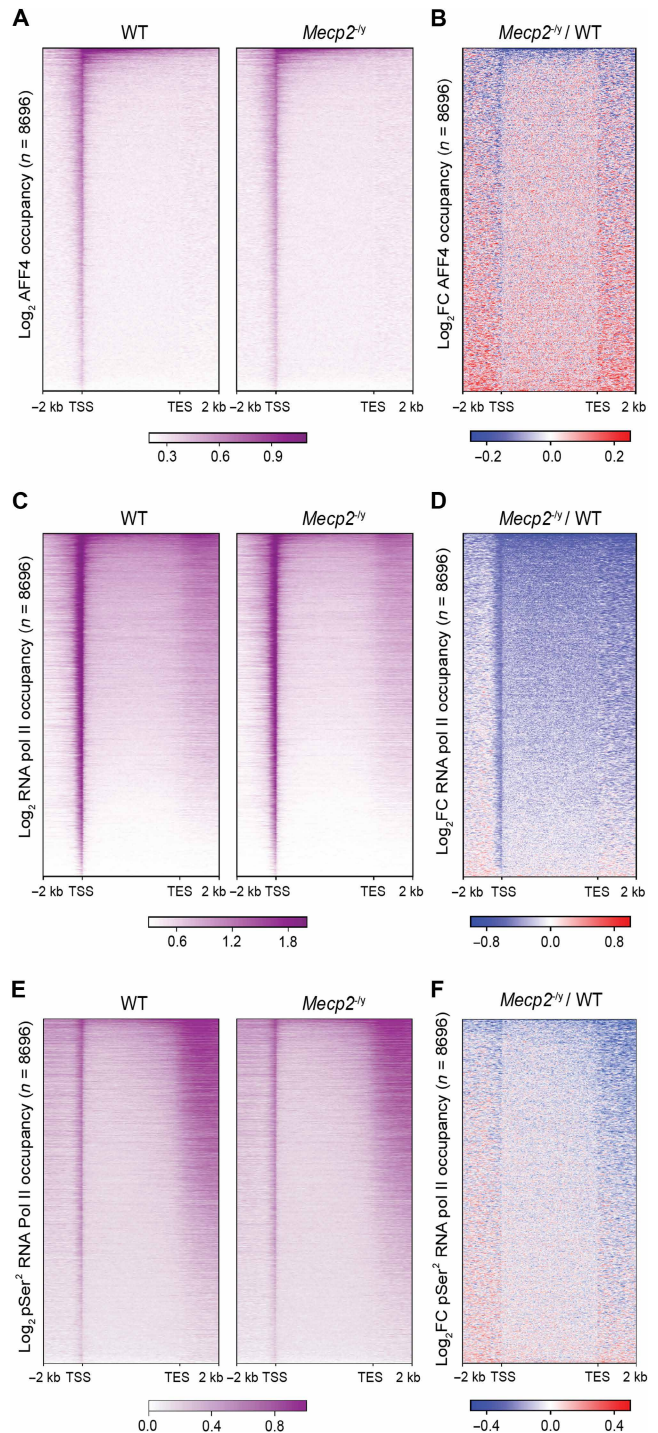 A
WT
Mecp2-/y
B
Mecp2-/y / WT
Log2 AFF4 occupancy (n = 8696)
Log2FC AFF4 occupancy (n = 8696)
−2 kb TSS TES 2 kb
−2 kb TSS TES 2 kb
−2 kb TSS TES 2 kb
0.3 0.6 0.9
−0.2 0.0 0.2
C
WT
Mecp2-/y
D
Mecp2-/y / WT
Log2 RNA pol II occupancy (n = 8696)
Log2FC RNA pol II occupancy (n = 8696)
−2 kb TSS TES 2 kb
−2 kb TSS TES 2 kb
−2 kb TSS TES 2 kb
0.6 1.2 1.8
−0.8 0.0 0.8
E
WT
Mecp2-/y
F
Mecp2-/y / WT
Log2 pSer2 RNA Pol II occupancy (n = 8696)
Log2FC pSer2 RNA pol II occupancy (n = 8696)
−2 kb TSS TES 2 kb
−2 kb TSS TES 2 kb
−2 kb TSS TES 2 kb
0.0 0.4 0.8
−0.4 0.0 0.4